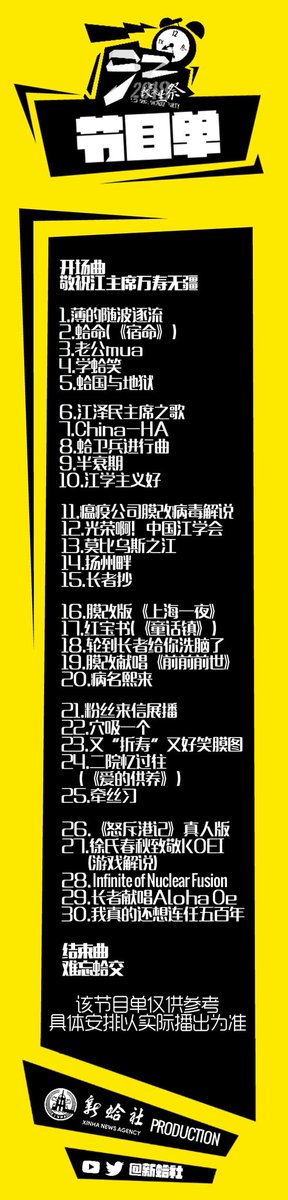 2019
节目单
开场曲
敬祝江主席万寿无疆
1.薄的随波逐流
2.蛤命(《宿命》)
3.老公mua
4.学蛤笑
5.蛤国与地狱
6.江泽民主席之歌
7.China-HA
8.蛤卫兵进行曲
9.半衰期
10.江学主义好
11.瘟疫公司膜改病毒解说
12.光荣啊！中国江学会
13.莫比乌斯之江
14.扬州畔
15.长者抄
16.膜改版《上海一夜》
17.红宝书(《童话镇》)
18.轮到长者给你洗脑了
19.膜改献唱《前前前世》
20.病名熙来
21.粉丝来信展播
22.穴吸一个
23.又“折寿”又好笑膜图
24.二院忆过住
(《爱的供养》)
25.牵丝刃
26.《怒斥港记》真人版
27.徐氏春秋致敬KOEI
(游戏解说)
28.Infinite of Nuclear Fusion
29.长者献唱Aloha Oe
30.我真的还想连任五百年
结束曲
难忘蛤交
该节目单仅供参考
具体安排以实际播出为准
新蛤社
XINHA NEWS AGENCY
PRODUCTION
@新蛤社